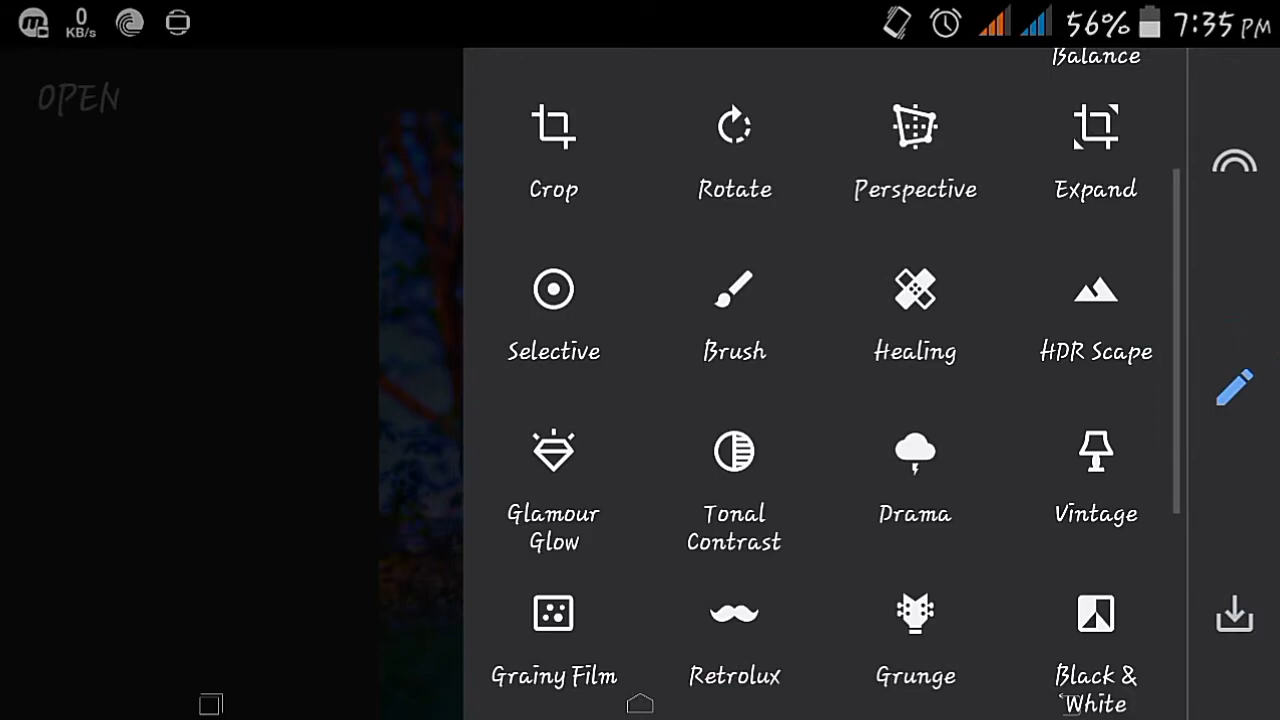 0
KB/s
56%
7:35 PM
OPEN
Balance
Crop
Rotate
Perspective
Expand
Selective
Brush
Healing
HDR Scape
Glamour
Glow
Tonal
Contrast
Drama
Vintage
Grainy Film
Retrolux
Grunge
Black &
White